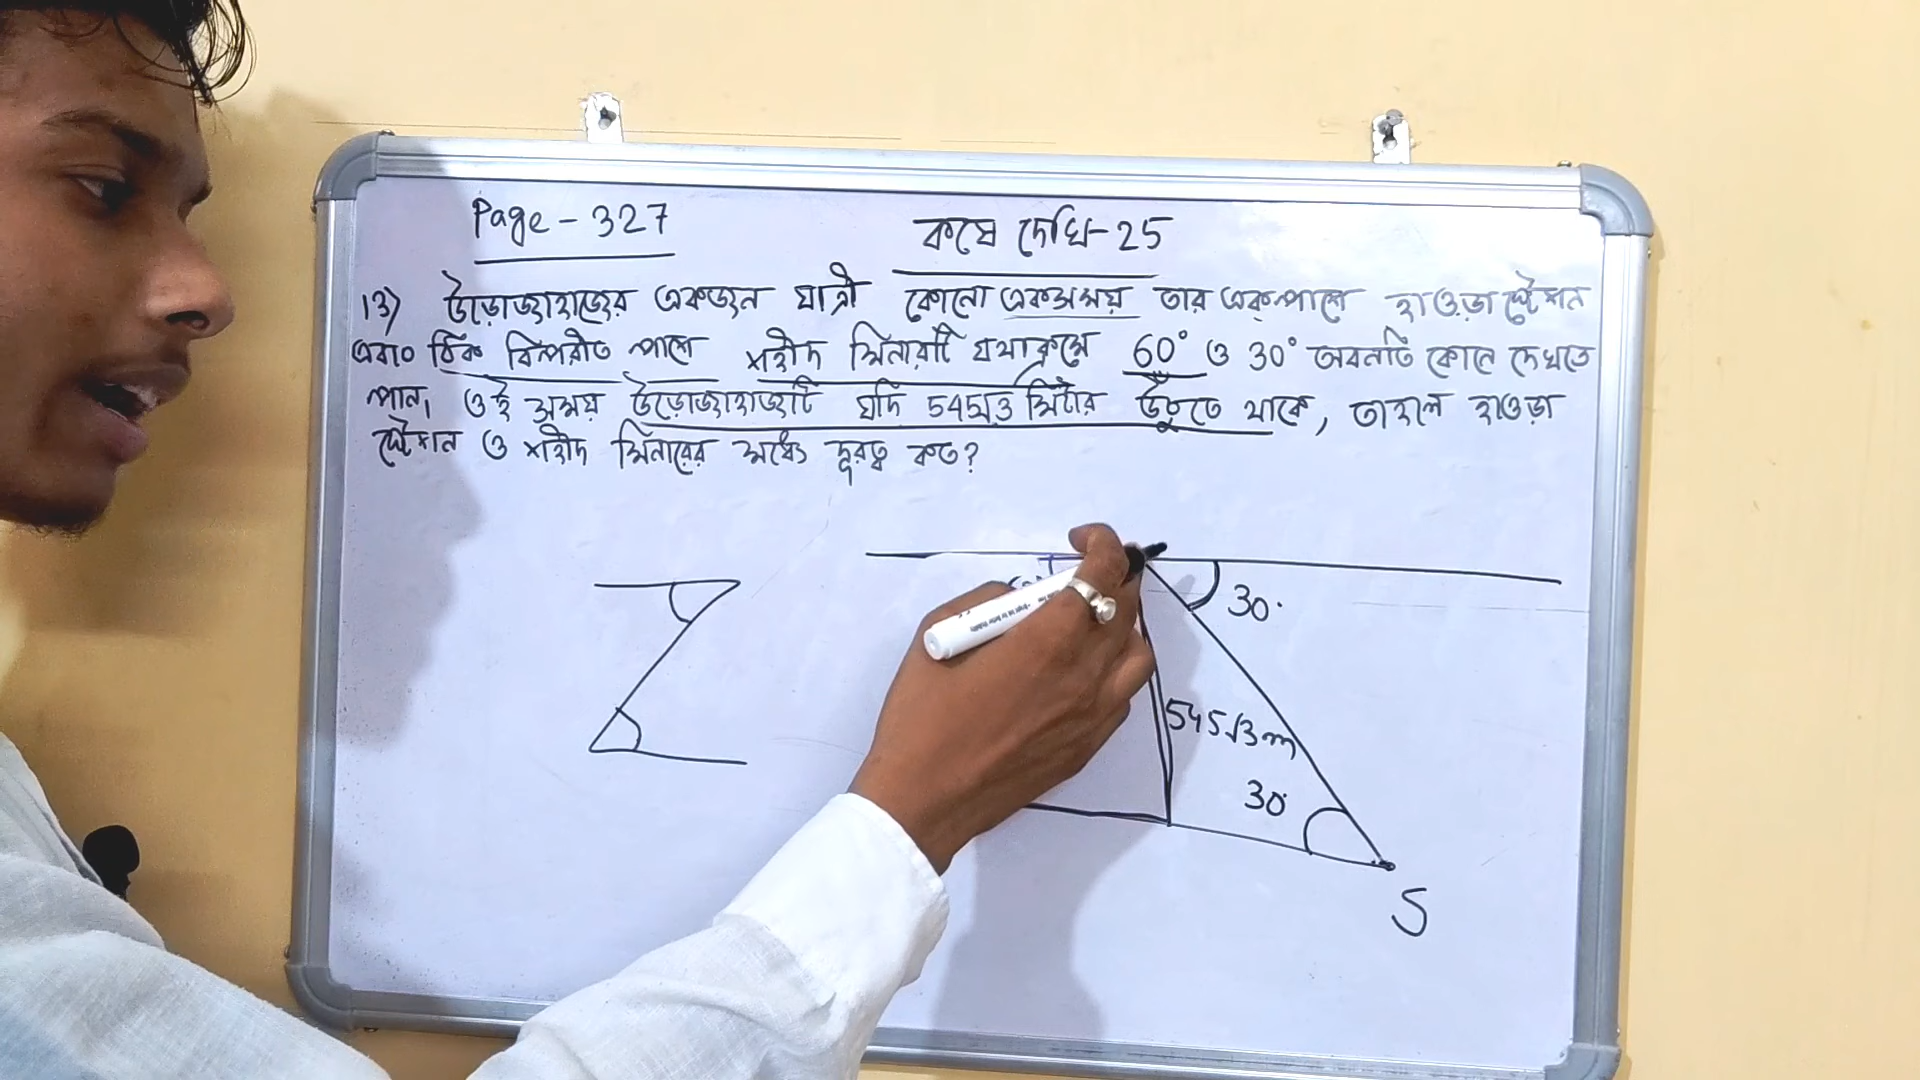 Page - 327
কষে দেখি-25
13) উড়োজাহাজের একজন যাত্রী কোনো একসময় তার একপাশে হাওড়া স্টেশন
এবং ঠিক বিপরীত পাশে শহীদ মিনারটি যথাক্রমে 60° ও 30° অবনতি কোনে দেখতে
পান, ওই সময় উড়োজাহাজটি যদি 545√3 মিটার উঁচুতে থাকে, তাহলে হাওড়া
স্টেশন ও শহীদ মিনারের মধ্যে দূরত্ব কত?
30°
545√3m
30°
S